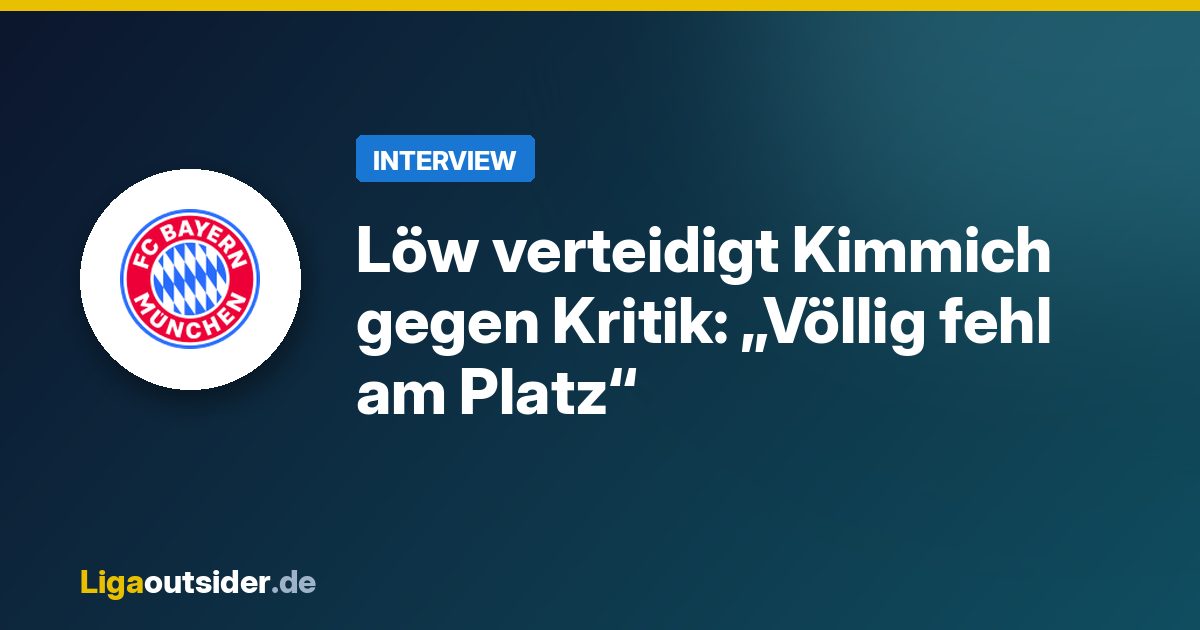 FC BAYERN
MÜNCHEN
INTERVIEW
Löw verteidigt Kimmich
gegen Kritik: „Völlig fehl
am Platz“
Ligaoutsider.de